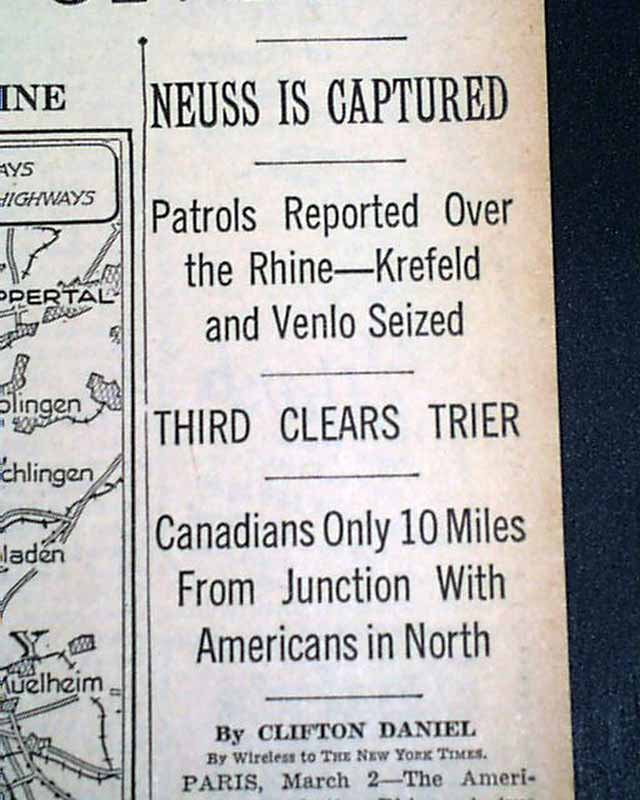 INE
AYS
HIGHWAYS
PPERTAL
olingen
chlingen
laden
Muelheim
NEUSS IS CAPTURED
Patrols Reported Over
the Rhine—Krefeld
and Venlo Seized
THIRD CLEARS TRIER
Canadians Only 10 Miles
From Junction With
Americans in North
By CLIFTON DANIEL
By Wireless to THE NEW YORK TIMES.
PARIS, March 2—The Ameri-